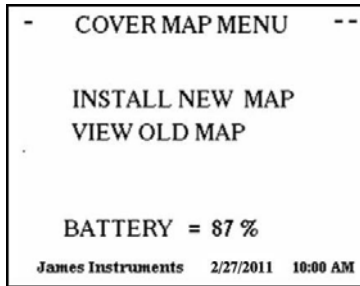 - COVER MAP MENU --
INSTALL NEW MAP
VIEW OLD MAP
BATTERY = 87 %
James Instruments 2/27/2011 10:00 AM